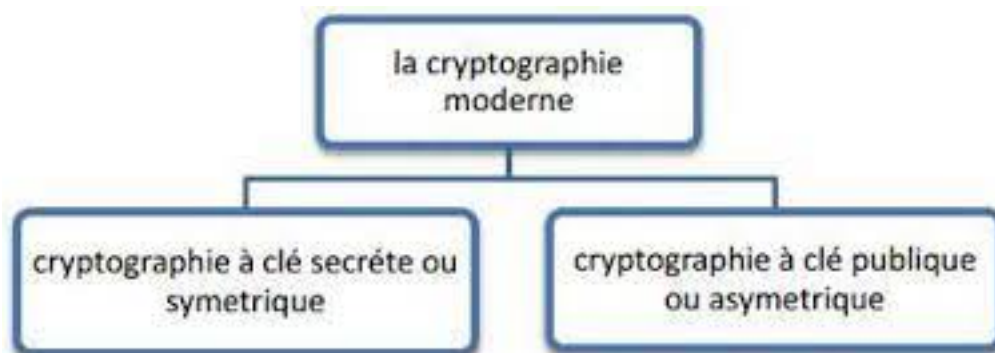 la cryptographie
moderne
cryptographie à clé secréte ou
symetrique
cryptographie à clé publique
ou asymetrique